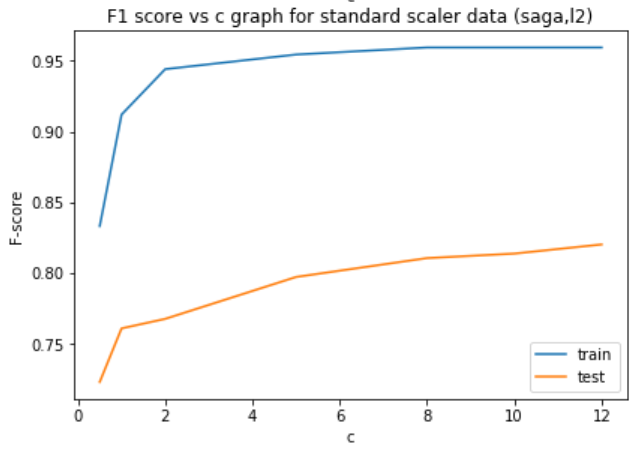 F1 score vs c graph for standard scaler data (saga,l2)
0.95
0.90
0.85
0.80
0.75
F-score
train
test
0 2 4 6 8 10 12
c